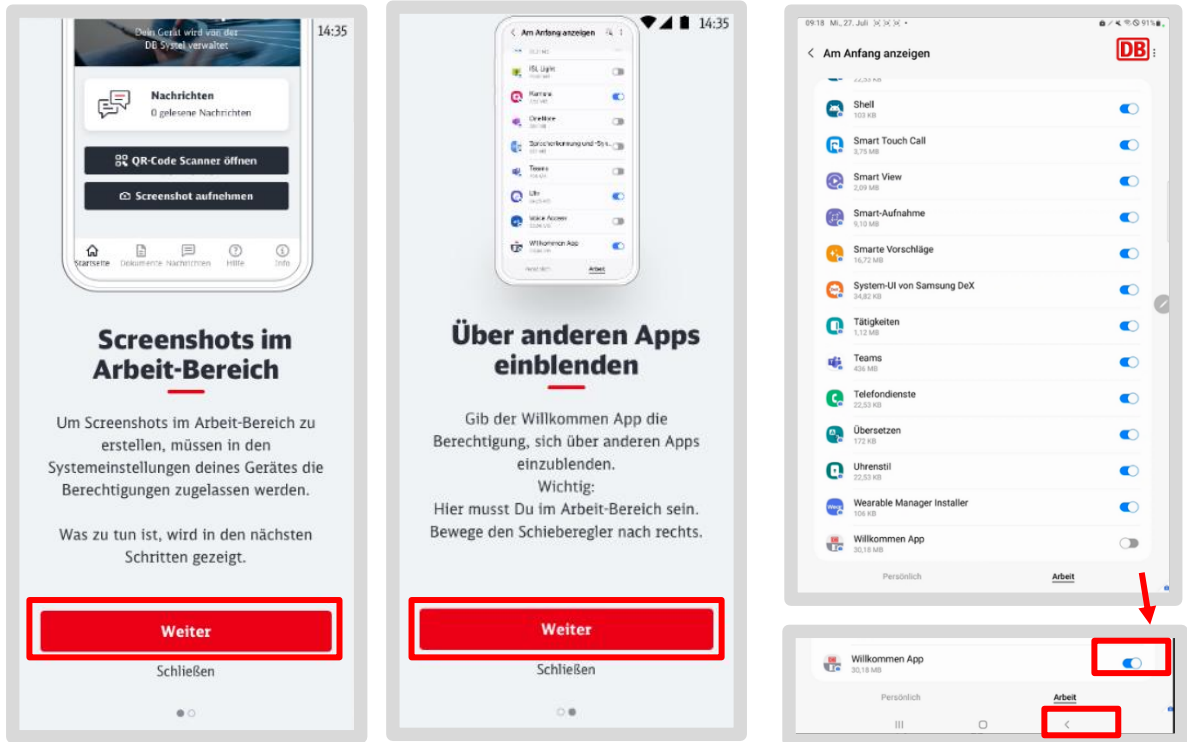 Dein Gerät wird von der
DB Systel verwaltet
14:35
Nachrichten
0 gelesene Nachrichten
QR-Code Scanner öffnen
Screenshot aufnehmen
Startseite Dokumente Nachrichten Hilfe Info
Screenshots im
Arbeit-Bereich
Um Screenshots im Arbeit-Bereich zu
erstellen, müssen in den
Systemeinstellungen deines Gerätes die
Berechtigungen zugelassen werden.
Was zu tun ist, wird in den nächsten
Schritten gezeigt.
Weiter
Schließen
14:35
Am Anfang anzeigen
ISL Light
Kamera
OneNote
Teams
Uhr
Voice Access
Willkommen App
Persönlich Arbeit
Über anderen Apps
einblenden
Gib der Willkommen App die
Berechtigung, sich über anderen Apps
einzublenden.
Wichtig:
Hier musst Du im Arbeit-Bereich sein.
Bewege den Schieberegler nach rechts.
Weiter
Schließen
09:18 Mi., 27. Juli
91%
Am Anfang anzeigen
DB
22,53 KB
Shell
103 KB
Smart Touch Call
3,75 MB
Smart View
2,09 MB
Smart-Aufnahme
9,10 MB
Smarte Vorschläge
16,72 MB
System-UI von Samsung DeX
34,82 KB
Tätigkeiten
1,12 MB
Teams
436 MB
Telefondienste
22,53 KB
Übersetzen
172 KB
Uhrenstil
22,53 KB
Wearable Manager Installer
106 KB
Willkommen App
30,18 MB
Persönlich Arbeit
Willkommen App
30,18 MB
Persönlich Arbeit